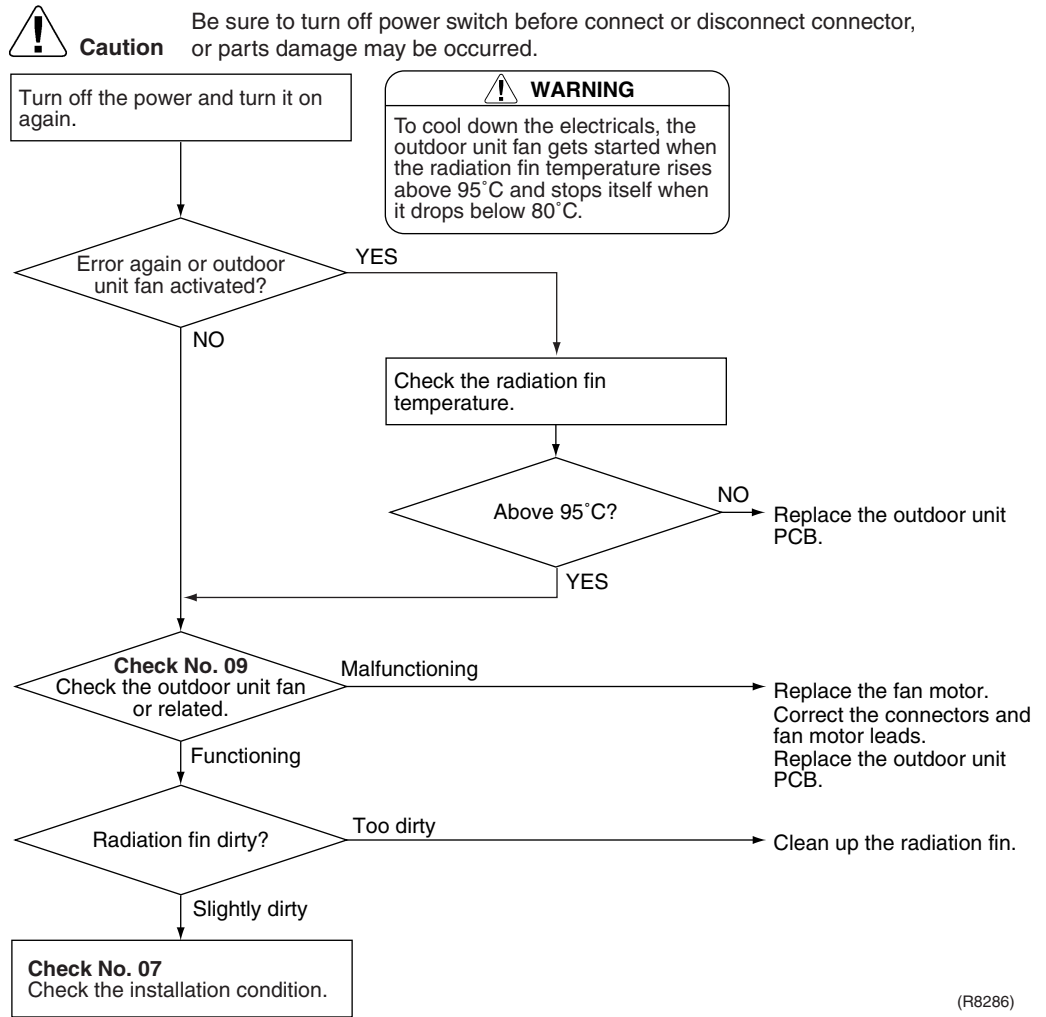 Caution
Be sure to turn off power switch before connect or disconnect connector,
or parts damage may be occurred.
Turn off the power and turn it on
again.
WARNING
To cool down the electricals, the
outdoor unit fan gets started when
the radiation fin temperature rises
above 95˚C and stops itself when
it drops below 80˚C.
Error again or outdoor
unit fan activated?
YES
NO
Check the radiation fin
temperature.
Above 95˚C?
NO
Replace the outdoor unit
PCB.
YES
Check No. 09
Check the outdoor unit fan
or related.
Malfunctioning
Replace the fan motor.
Correct the connectors and
fan motor leads.
Replace the outdoor unit
PCB.
Functioning
Radiation fin dirty?
Too dirty
Clean up the radiation fin.
Slightly dirty
Check No. 07
Check the installation condition.
(R8286)